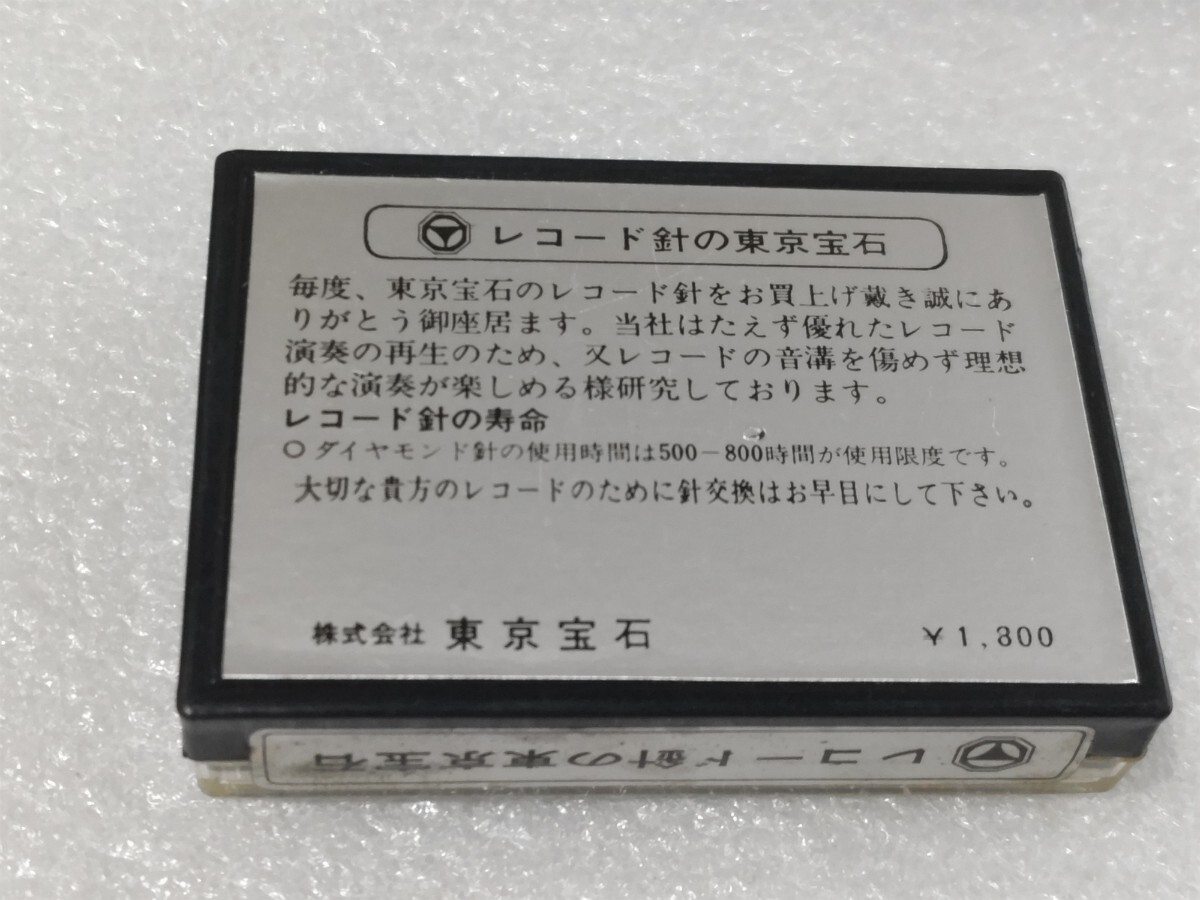 レコード針の東京宝石
毎度、東京宝石のレコード針をお買上げ戴き誠にあ
りがとう御座居ます。当社はたえず優れたレコード
演奏の再生のため、又レコードの音溝を傷めず理想
的な演奏が楽しめる様研究しております。
レコード針の寿命
○ダイヤモンド針の使用時間は500−800時間が使用限度です。
大切な貴方のレコードのために針交換はお早目にして下さい。
株式会社 東京宝石
¥1,300
レコード針の東京宝石